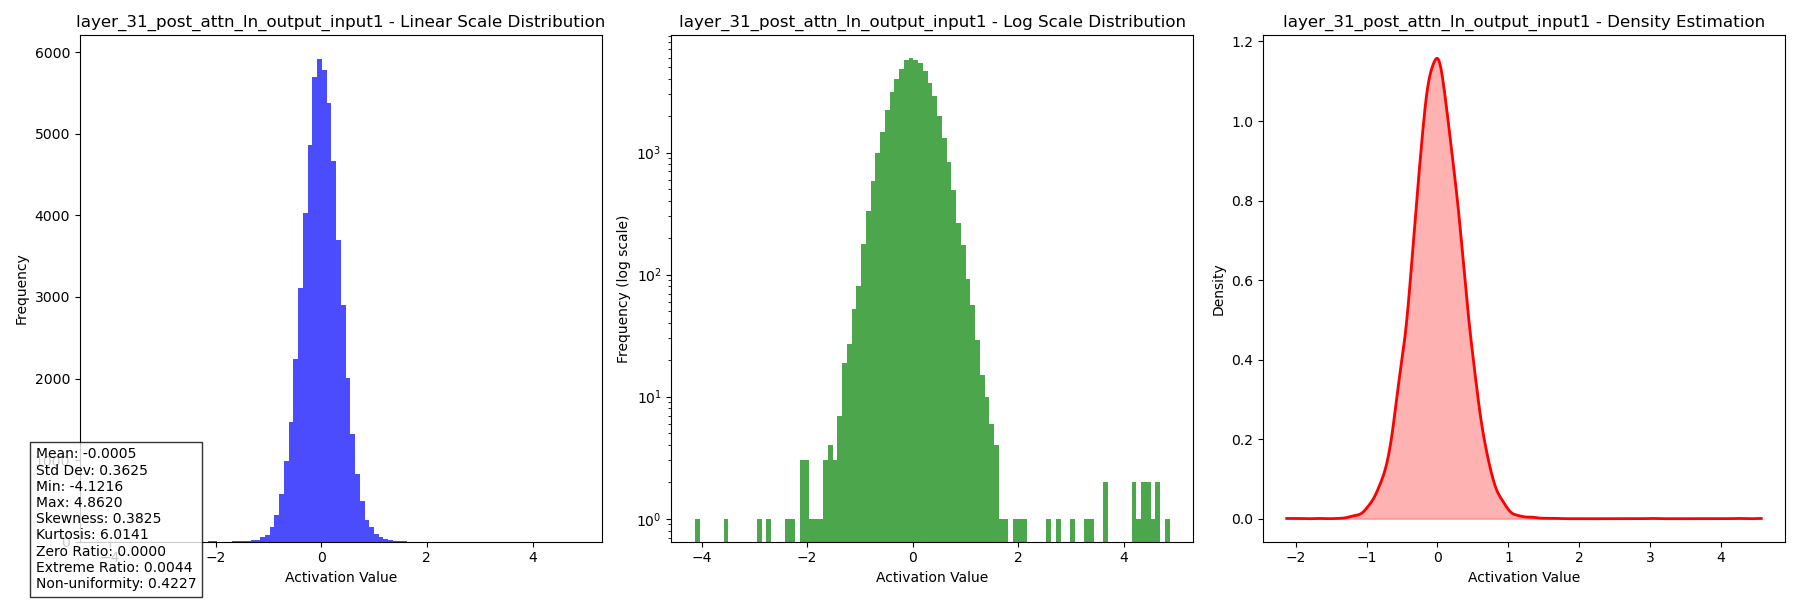 layer_31_post_attn_ln_output_input1 - Linear Scale Distribution
Frequency
6000
5000
4000
3000
2000
−2
0
2
4
Activation Value
Mean: -0.0005
Std Dev: 0.3625
Min: -4.1216
Max: 4.8620
Skewness: 0.3825
Kurtosis: 6.0141
Zero Ratio: 0.0000
Extreme Ratio: 0.0044
Non-uniformity: 0.4227
layer_31_post_attn_ln_output_input1 - Log Scale Distribution
Frequency (log scale)
10³
10²
10¹
10⁰
−4
−2
0
2
4
Activation Value
layer_31_post_attn_ln_output_input1 - Density Estimation
Density
1.2
1.0
0.8
0.6
0.4
0.2
0.0
−2
−1
0
1
2
3
4
Activation Value